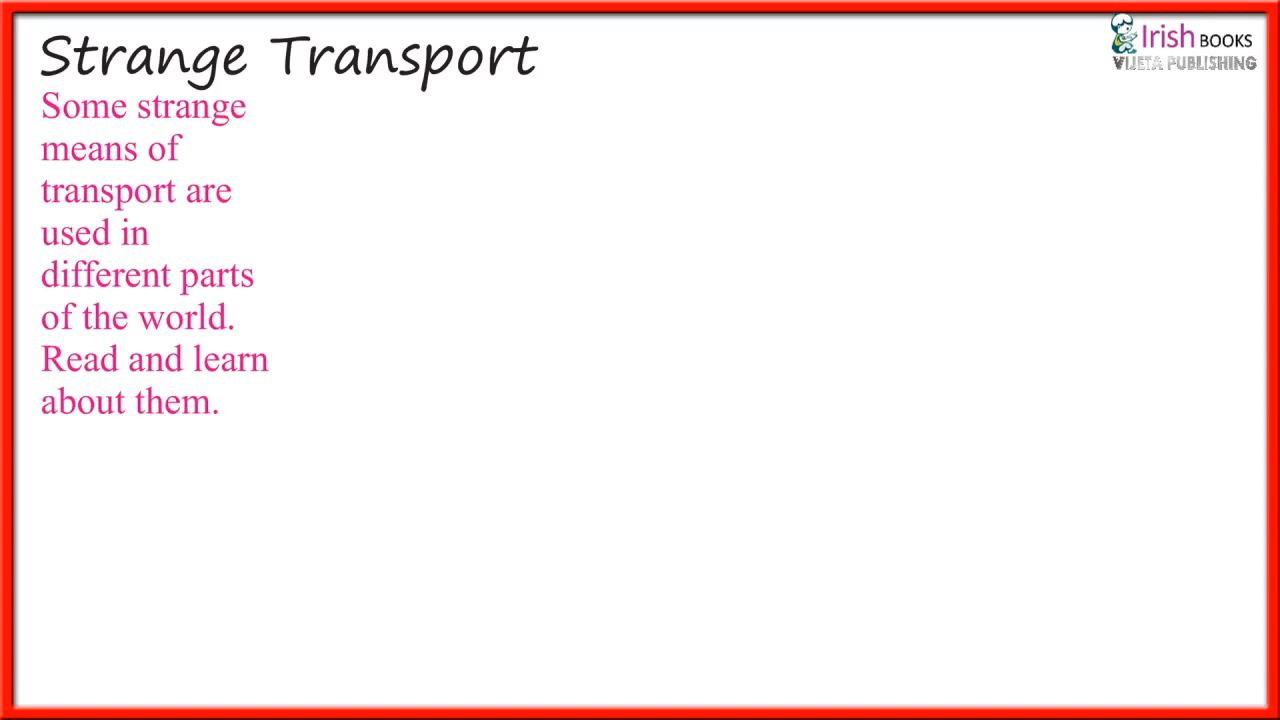 Strange Transport
Irish BOOKS
VIJETA PUBLISHING
Some strange
means of
transport are
used in
different parts
of the world.
Read and learn
about them.